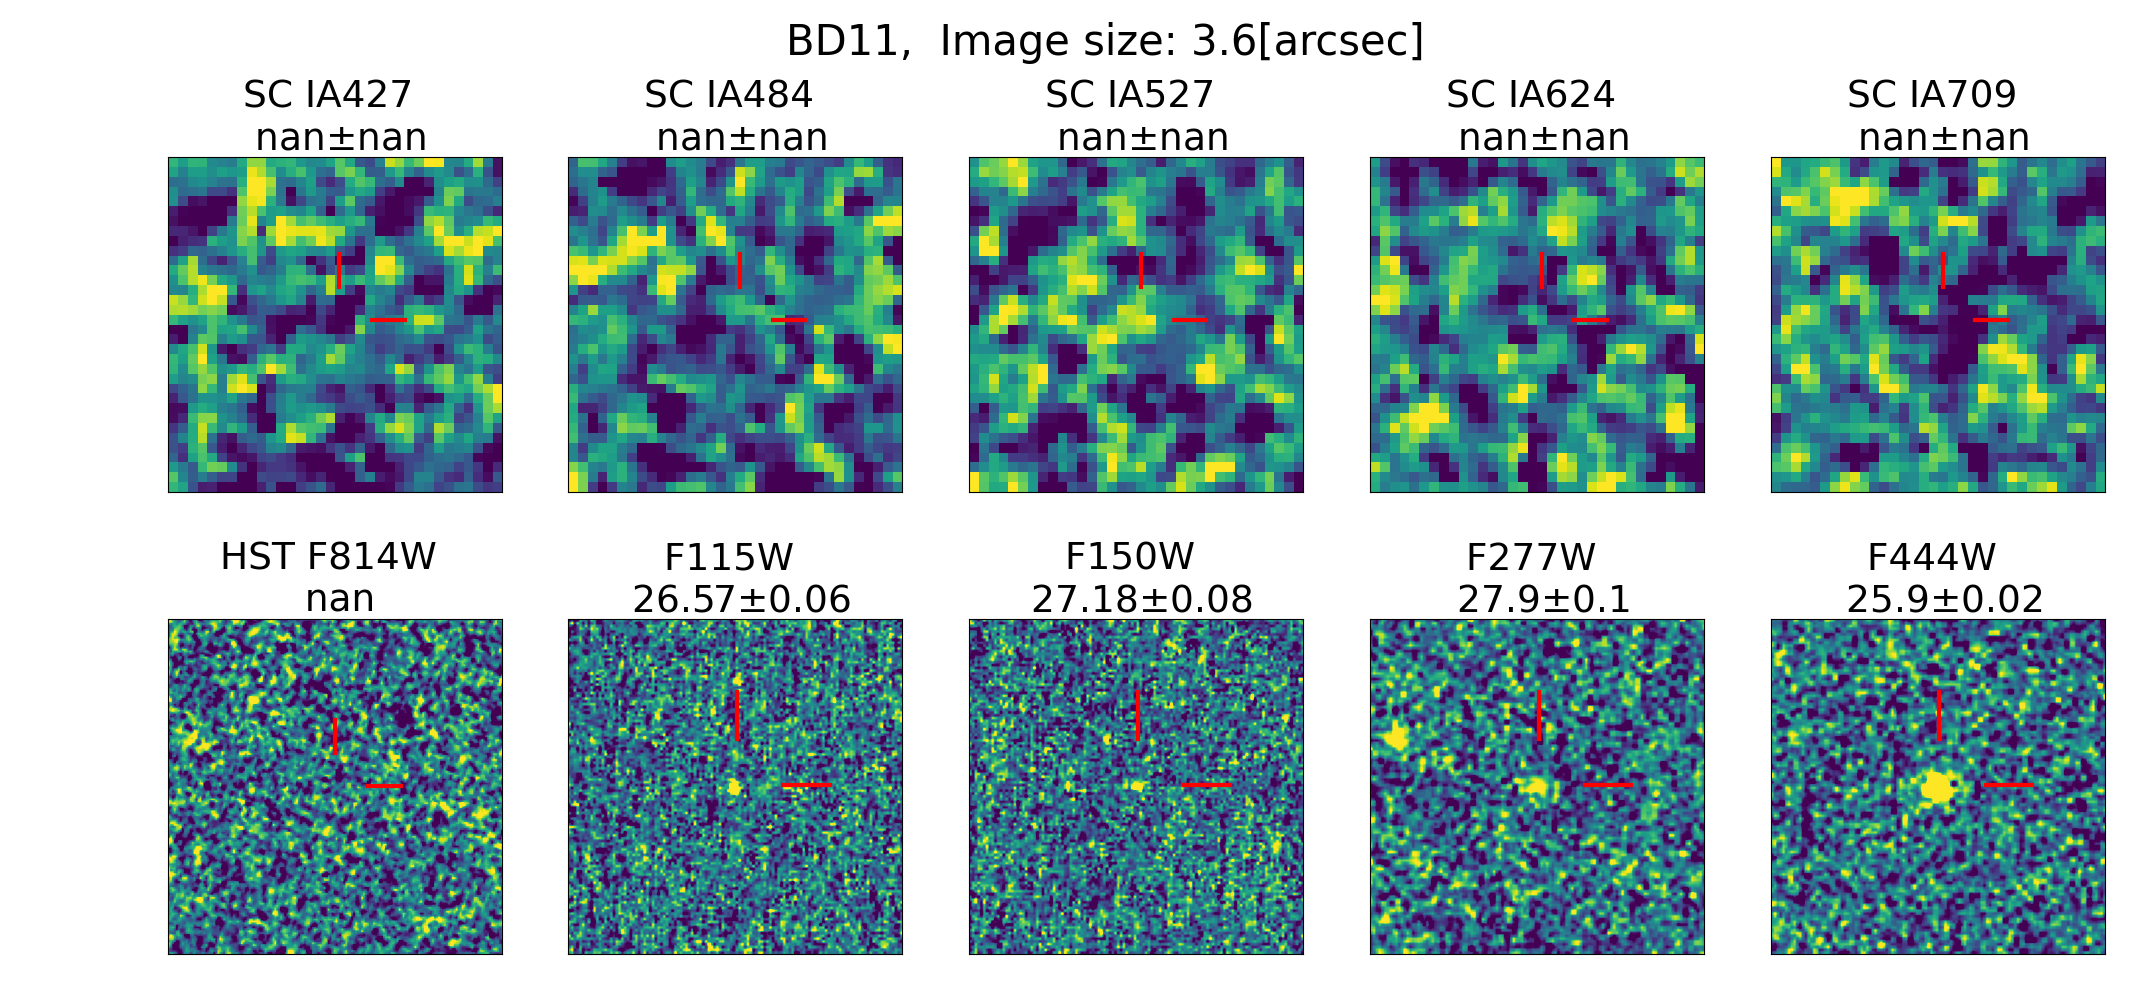 BD11,  Image size: 3.6[arcsec]
SC IA427
nan±nan
SC IA484
nan±nan
SC IA527
nan±nan
SC IA624
nan±nan
SC IA709
nan±nan
HST F814W
nan
F115W
26.57±0.06
F150W
27.18±0.08
F277W
27.9±0.1
F444W
25.9±0.02